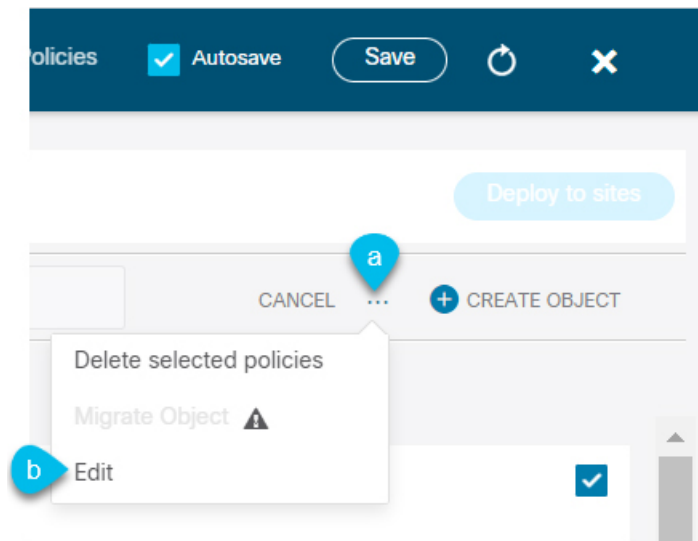 olicies Autosave Save
Deploy to sites
a
CANCEL ... CREATE OBJECT
Delete selected policies
Migrate Object
b Edit